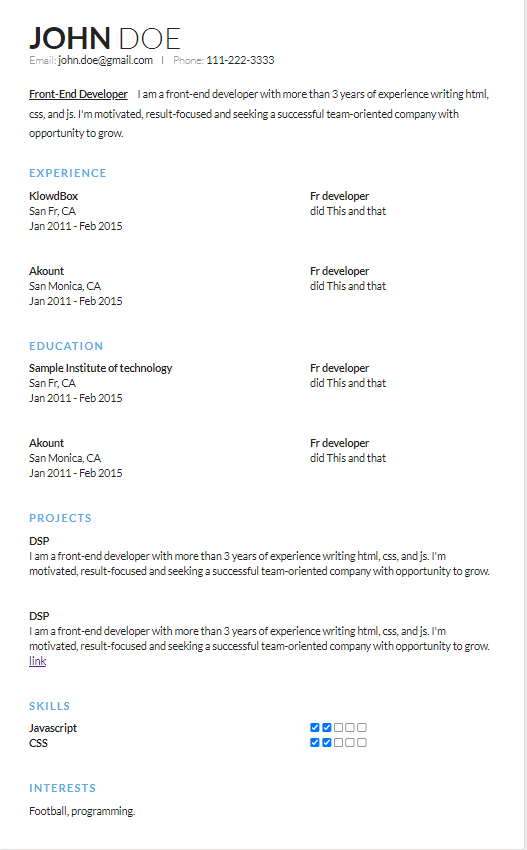 JOHN DOE
Email: john.doe@gmail.com | Phone: 111-222-3333
Front-End Developer I am a front-end developer with more than 3 years of experience writing html,
css, and js. I'm motivated, result-focused and seeking a successful team-oriented company with
opportunity to grow.
EXPERIENCE
KlowdBox Fr developer
San Fr, CA did This and that
Jan 2011 - Feb 2015
Akount Fr developer
San Monica, CA did This and that
Jan 2011 - Feb 2015
EDUCATION
Sample Institute of technology Fr developer
San Fr, CA did This and that
Jan 2011 - Feb 2015
Akount Fr developer
San Monica, CA did This and that
Jan 2011 - Feb 2015
PROJECTS
DSP
I am a front-end developer with more than 3 years of experience writing html, css, and js. I'm
motivated, result-focused and seeking a successful team-oriented company with opportunity to grow.
DSP
I am a front-end developer with more than 3 years of experience writing html, css, and js. I'm
motivated, result-focused and seeking a successful team-oriented company with opportunity to grow.
link
SKILLS
Javascript
CSS
INTERESTS
Football, programming.